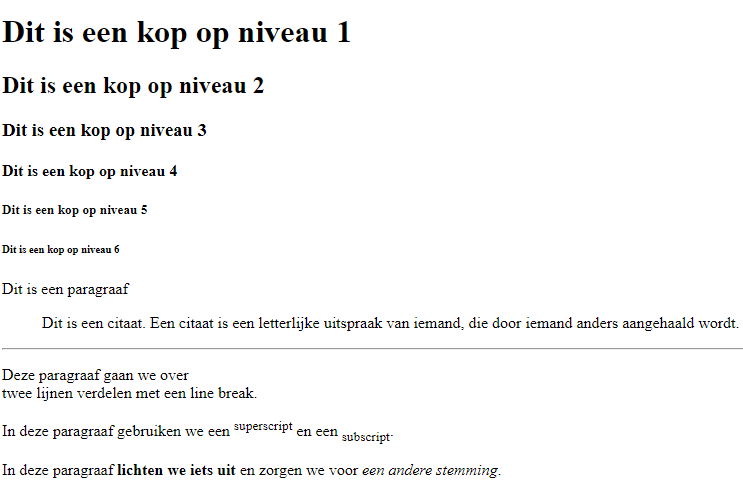 Dit is een kop op niveau 1
Dit is een kop op niveau 2
Dit is een kop op niveau 3
Dit is een kop op niveau 4
Dit is een kop op niveau 5
Dit is een kop op niveau 6
Dit is een paragraaf
Dit is een citaat. Een citaat is een letterlijke uitspraak van iemand, die door iemand anders aangehaald wordt.
Deze paragraaf gaan we over
twee lijnen verdelen met een line break.
In deze paragraaf gebruiken we een superscript en een subscript.
In deze paragraaf lichten we iets uit en zorgen we voor een andere stemming.